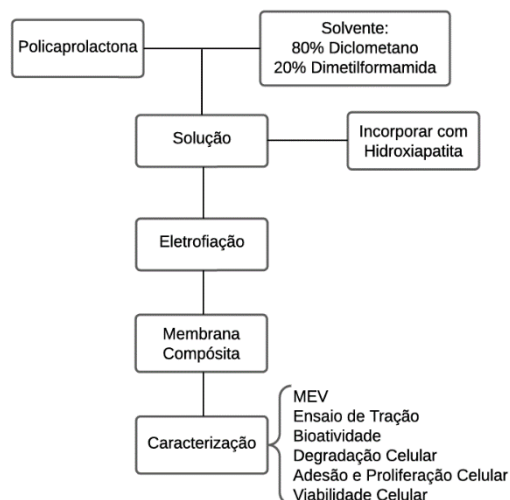 Policaprolactona
Solvente:
80% Diclometano
20% Dimetilformamida
Solução
Incorporar com
Hidroxiapatita
Eletrofiação
Membrana
Compósita
Caracterização
MEV
Ensaio de Tração
Bioatividade
Degradação Celular
Adesão e Proliferação Celular
Viabilidade Celular